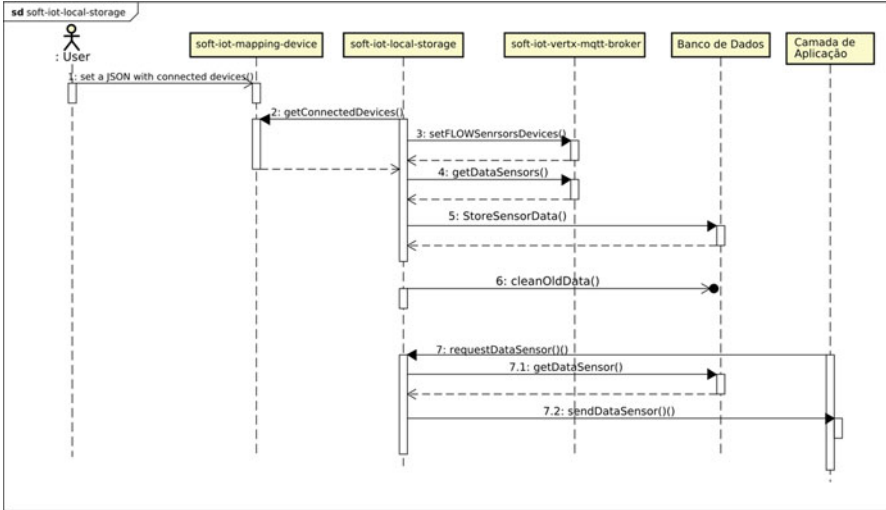 sd soft-iot-local-storage
: User
soft-iot-mapping-device
soft-iot-local-storage
soft-iot-vertx-mqtt-broker
Banco de Dados
Camada de
Aplicação
1: set a JSON with connected devices()
2: getConnectedDevices()
3: setFLOWSenrsorsDevices()
4: getDataSensors()
5: StoreSensorData()
6: cleanOldData()
7: requestDataSensor()()
7.1: getDataSensor()
7.2: sendDataSensor()()